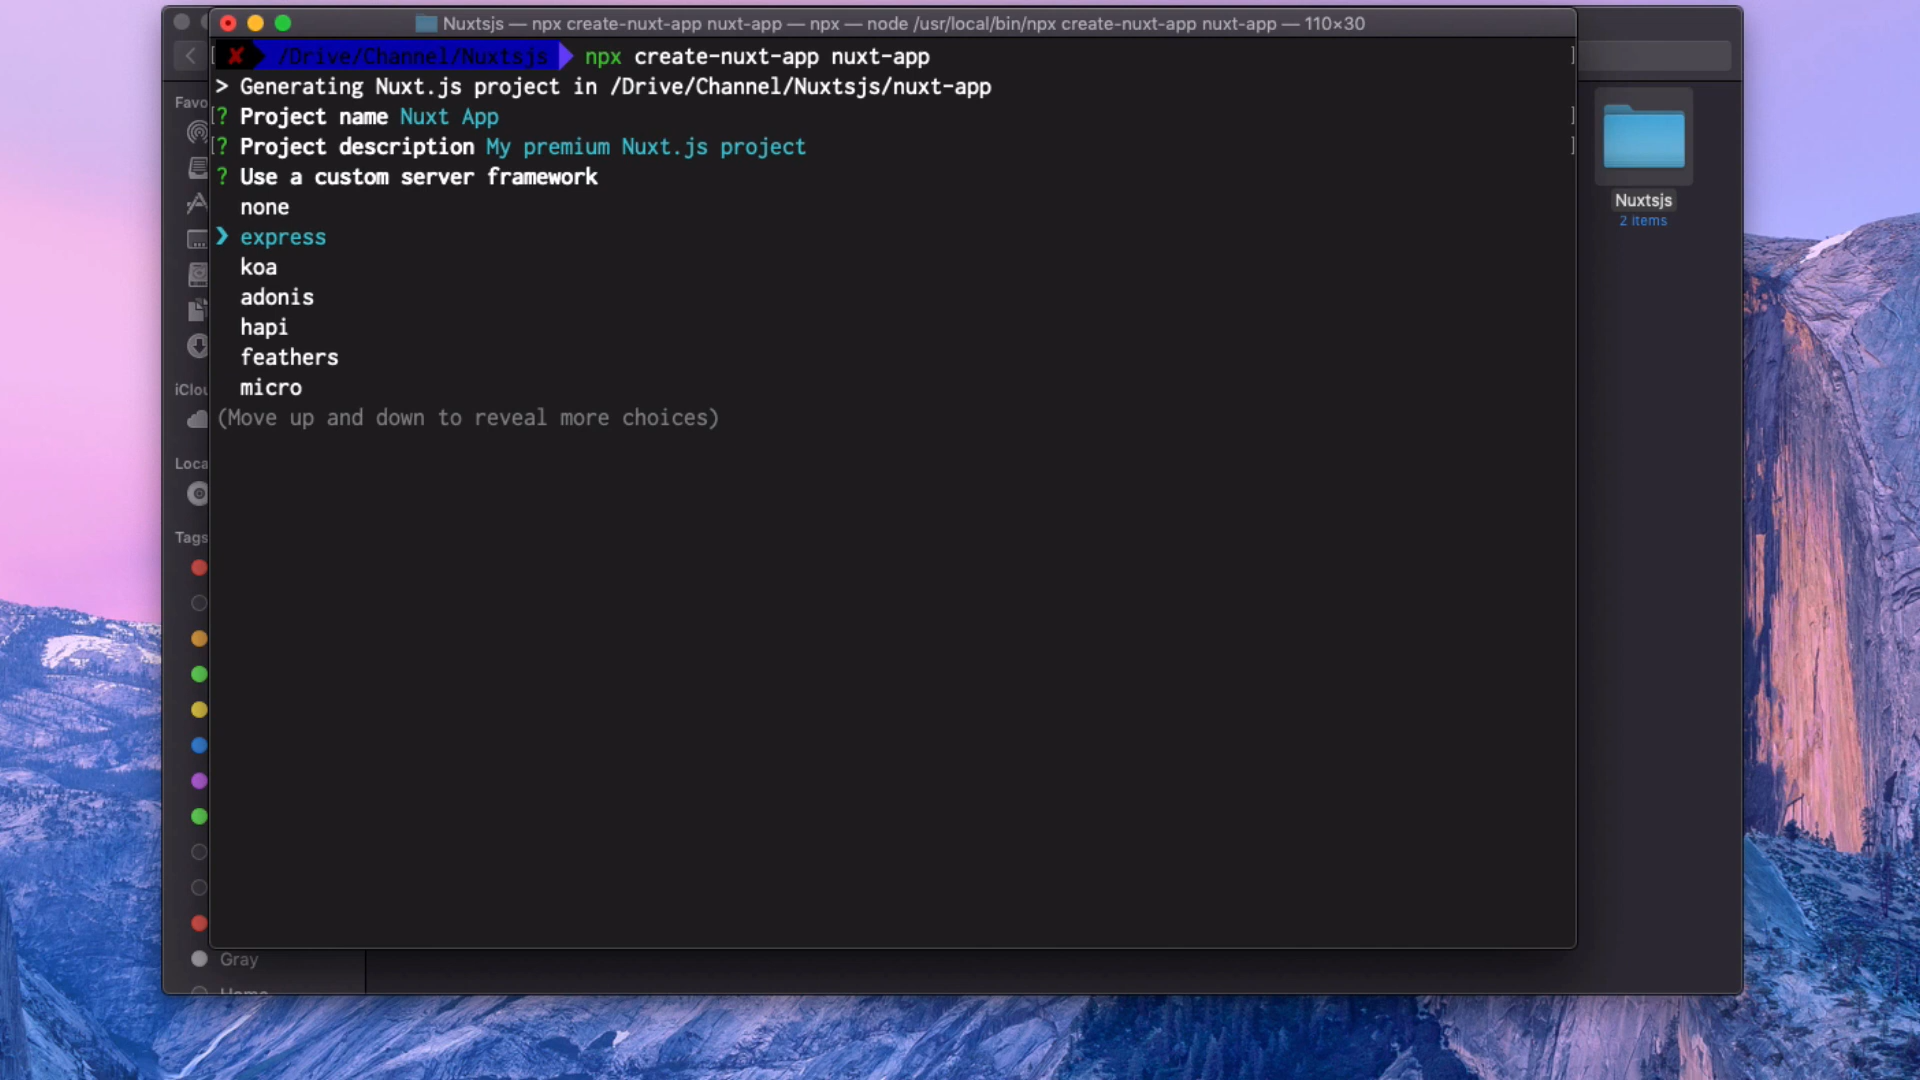 Nuxtsjs — npx create-nuxt-app nuxt-app — npx — node /usr/local/bin/npx create-nuxt-app nuxt-app — 110×30
✘ /Drive/Channel/Nuxtsjs npx create-nuxt-app nuxt-app
> Generating Nuxt.js project in /Drive/Channel/Nuxtsjs/nuxt-app
? Project name Nuxt App
? Project description My premium Nuxt.js project
? Use a custom server framework
none
❯ express
koa
adonis
hapi
feathers
micro
(Move up and down to reveal more choices)
Favo
iClou
Loca
Tags
Gray
Home
Nuxtsjs
2 items